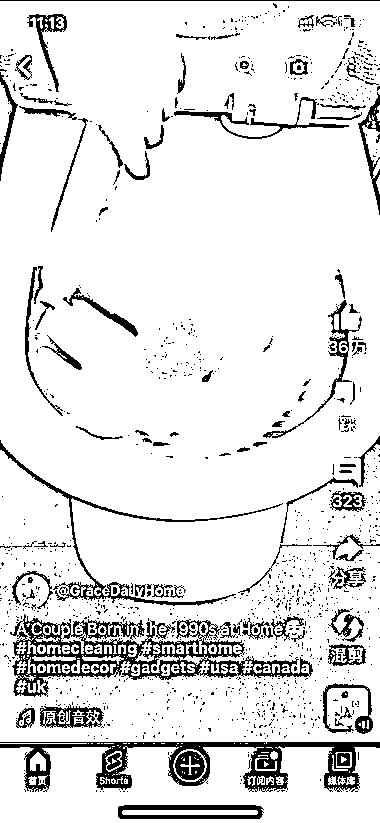 11:13
36万
踩
323
分享
混剪
@GraceDailyHome
A Couple Born in the 1990s at Home
#homecleaning #smarthome
#homedecor #gadgets #usa #canada
#uk
原创音效
首页
Shorts
订阅内容
媒体库